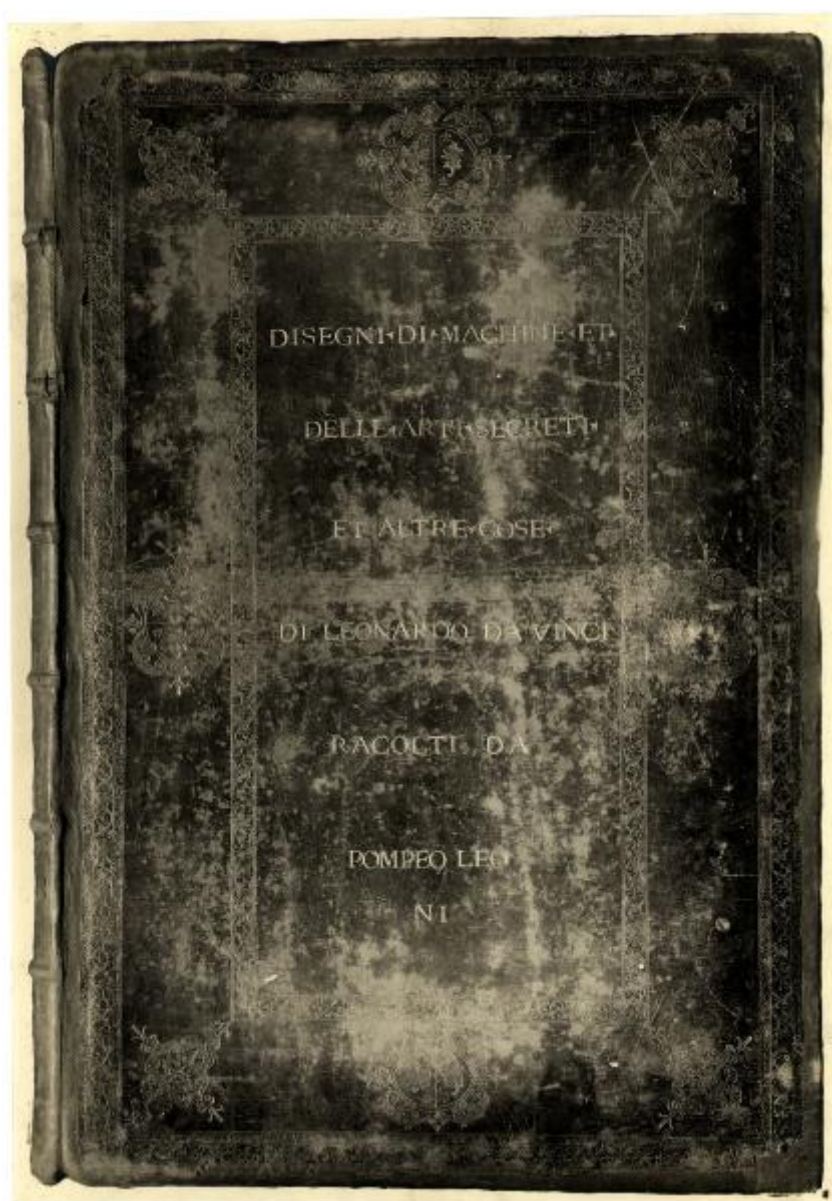 DISEGNI·DI·MACHINE·ET·
DELLE·ARTI·SECRETI·
ET ALTRE·COSE·
DI LEONARDO DA VINCI
RACOLTI DA
POMPEO LEO
NI